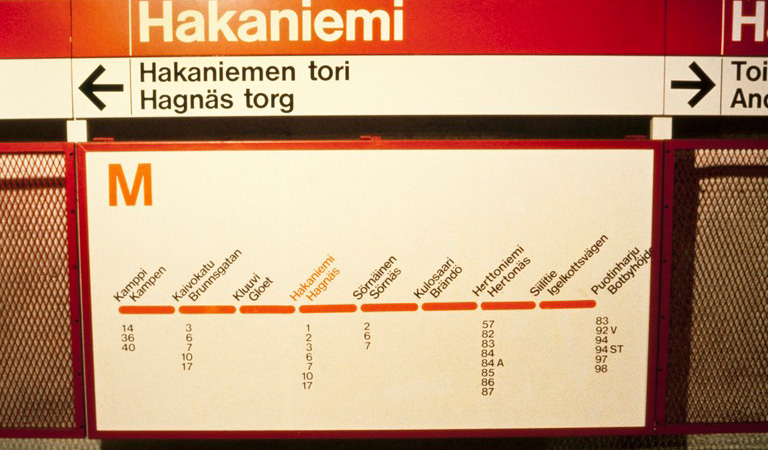 Hakaniemi
Hakaniemen tori
Hagnäs torg
M
Kamppi
Kampen
Kaivokatu
Brunnsgatan
Kluuvi
Gloet
Hakaniemi
Hagnäs
Sörnäinen
Sörnäs
Kulosaari
Brändö
Herttoniemi
Hertonäs
Siilitie
Igelkottsvägen
Puotinharju
Botbyhöjden
14
36
40
3
6
7
10
17
1
2
3
6
7
10
17
2
6
7
57
82
83
84
84 A
85
86
87
83
92 V
94
94 ST
97
98